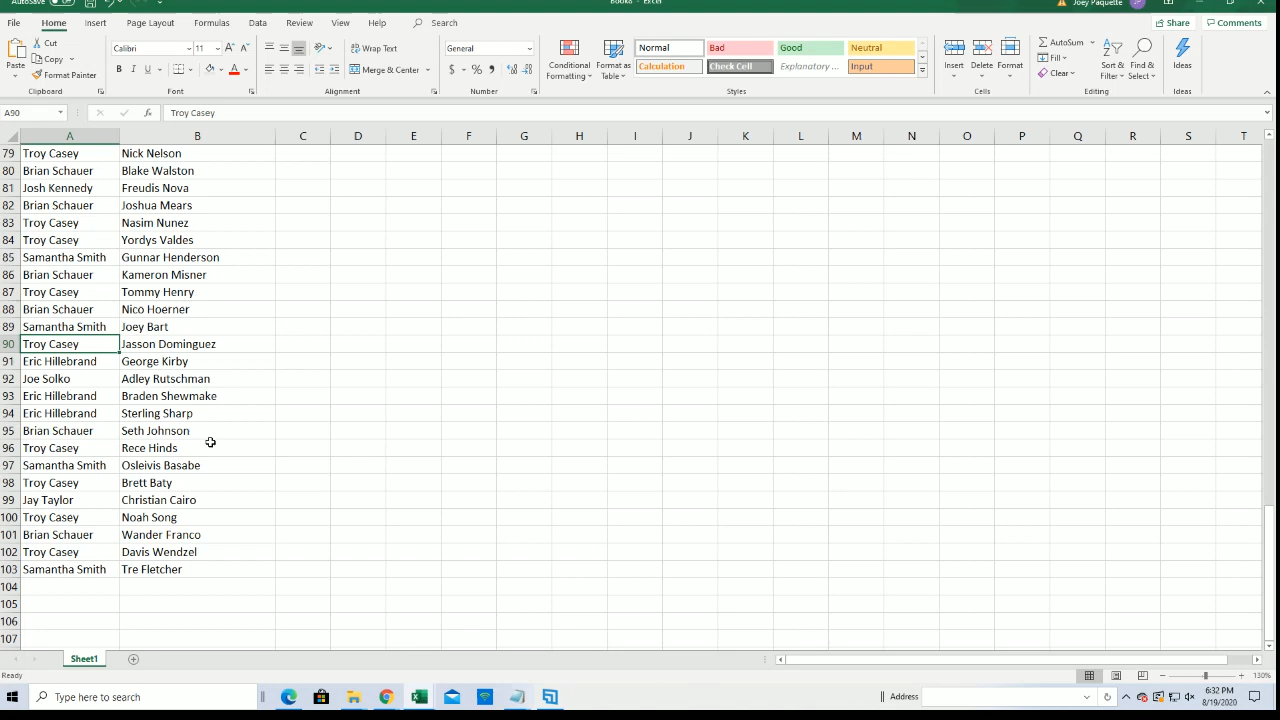 AutoSave Off Book8 - Excel Joey Paquette
File Home Insert Page Layout Formulas Data Review View Help Search Share Comments
Paste Cut Copy Format Painter Clipboard
Calibri 11 B I U A Font
Wrap Text Merge & Center Alignment
General $ % Number
Conditional Formatting Format as Table
Normal Bad Good Neutral
Calculation Check Cell Explanatory ... Input
Styles
Insert Delete Format Cells
AutoSum Fill Clear Sort & Filter Find & Select Editing
Ideas Ideas
A90 fx Troy Casey
A B C D E F G H I J K L M N O P Q R S T
79 Troy Casey Nick Nelson
80 Brian Schauer Blake Walston
81 Josh Kennedy Freudis Nova
82 Brian Schauer Joshua Mears
83 Troy Casey Nasim Nunez
84 Troy Casey Yordys Valdes
85 Samantha Smith Gunnar Henderson
86 Brian Schauer Kameron Misner
87 Troy Casey Tommy Henry
88 Brian Schauer Nico Hoerner
89 Samantha Smith Joey Bart
90 Troy Casey Jasson Dominguez
91 Eric Hillebrand George Kirby
92 Joe Solko Adley Rutschman
93 Eric Hillebrand Braden Shewmake
94 Eric Hillebrand Sterling Sharp
95 Brian Schauer Seth Johnson
96 Troy Casey Rece Hinds
97 Samantha Smith Osleivis Basabe
98 Troy Casey Brett Baty
99 Jay Taylor Christian Cairo
100 Troy Casey Noah Song
101 Brian Schauer Wander Franco
102 Troy Casey Davis Wendzel
103 Samantha Smith Tre Fletcher
104
105
106
107
Sheet1
Ready 130%
Type here to search Address 6:32 PM
8/19/2020